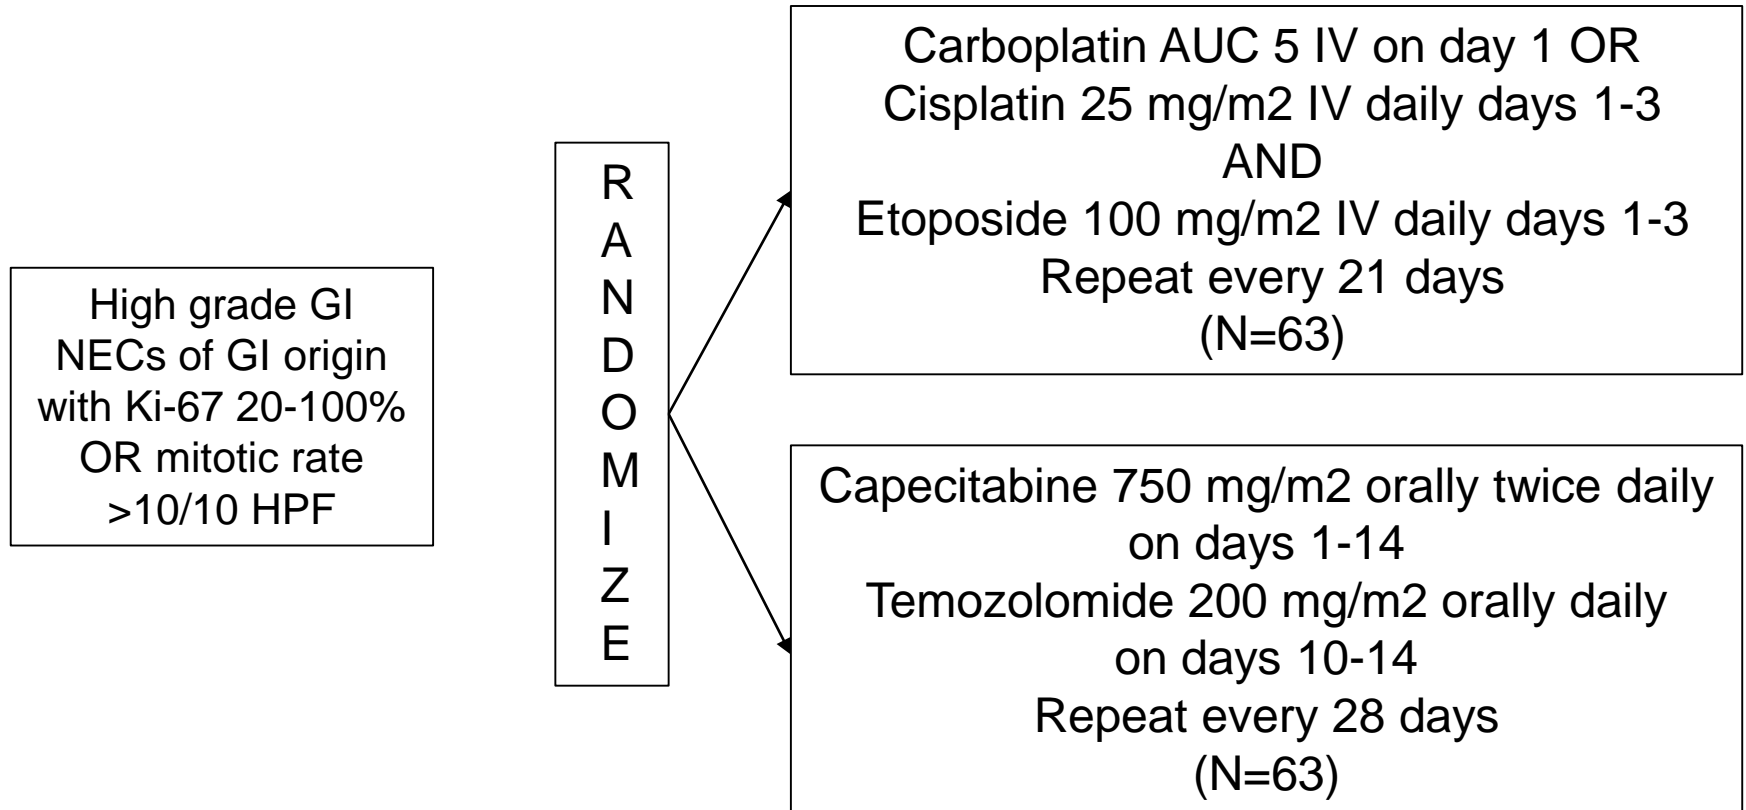 High grade GI
NECs of GI origin
with Ki-67 20-100%
OR mitotic rate
>10/10 HPF
R
A
N
D
O
M
I
Z
E
Carboplatin AUC 5 IV on day 1 OR
Cisplatin 25 mg/m2 IV daily days 1-3
AND
Etoposide 100 mg/m2 IV daily days 1-3
Repeat every 21 days
(N=63)
Capecitabine 750 mg/m2 orally twice daily
on days 1-14
Temozolomide 200 mg/m2 orally daily
on days 10-14
Repeat every 28 days
(N=63)